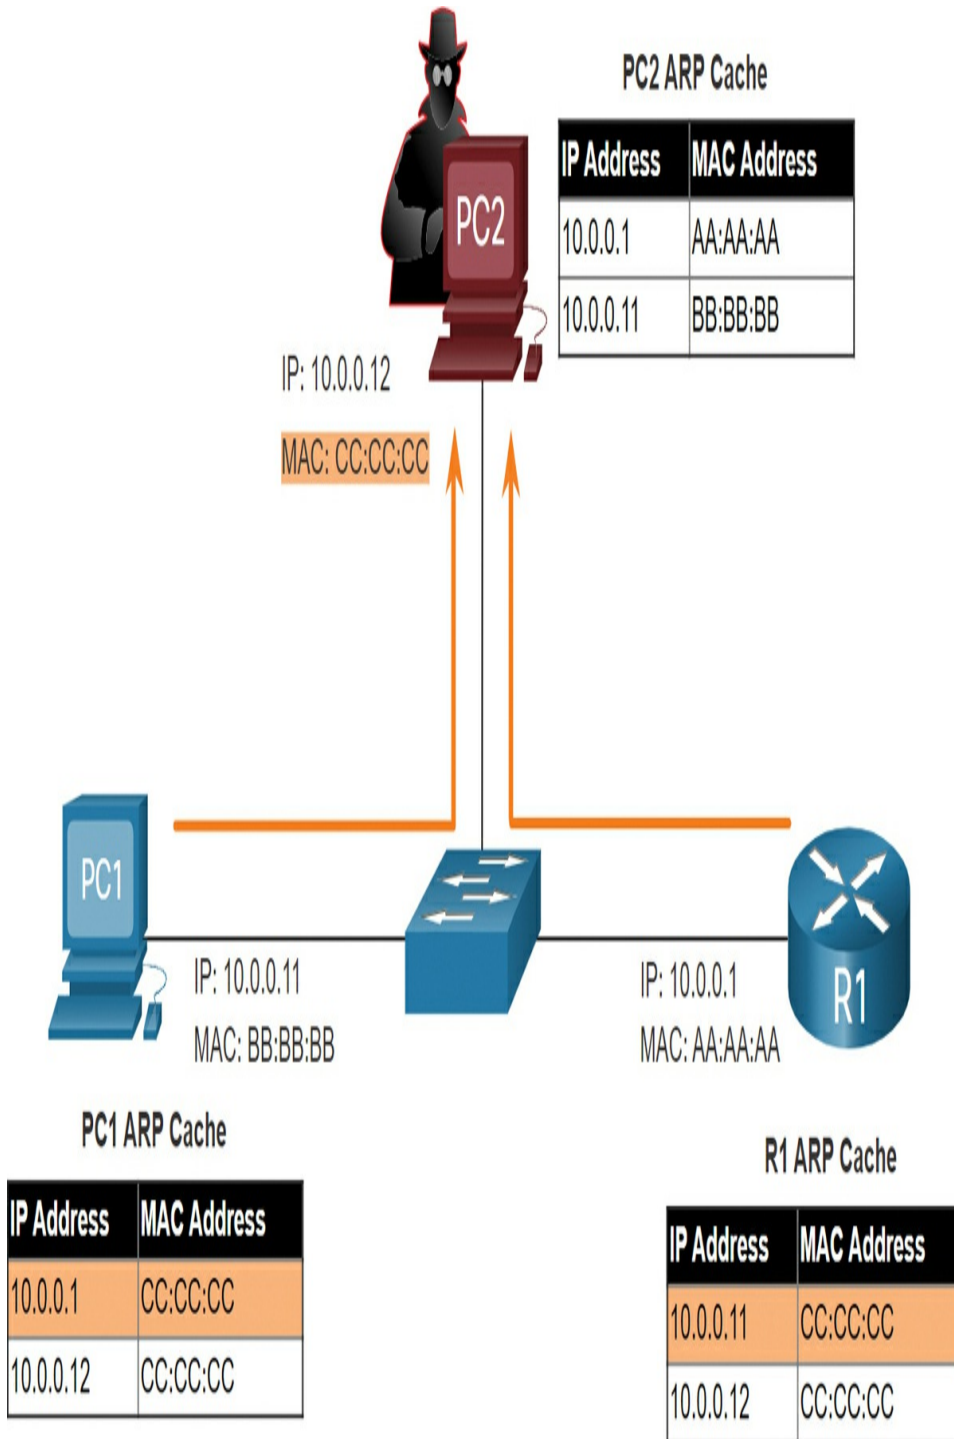 PC2 ARP Cache
IP Address MAC Address
10.0.0.1 AA:AA:AA
10.0.0.11 BB:BB:BB
PC2
IP: 10.0.0.12
MAC: CC:CC:CC
PC1
IP: 10.0.0.11
MAC: BB:BB:BB
IP: 10.0.0.1
MAC: AA:AA:AA
R1
PC1 ARP Cache
IP Address MAC Address
10.0.0.1 CC:CC:CC
10.0.0.12 CC:CC:CC
R1 ARP Cache
IP Address MAC Address
10.0.0.11 CC:CC:CC
10.0.0.12 CC:CC:CC